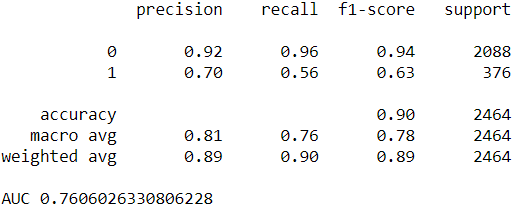 precision recall f1-score support
0 0.92 0.96 0.94 2088
1 0.70 0.56 0.63 376
accuracy 0.90 2464
macro avg 0.81 0.76 0.78 2464
weighted avg 0.89 0.90 0.89 2464
AUC 0.7606026330806228